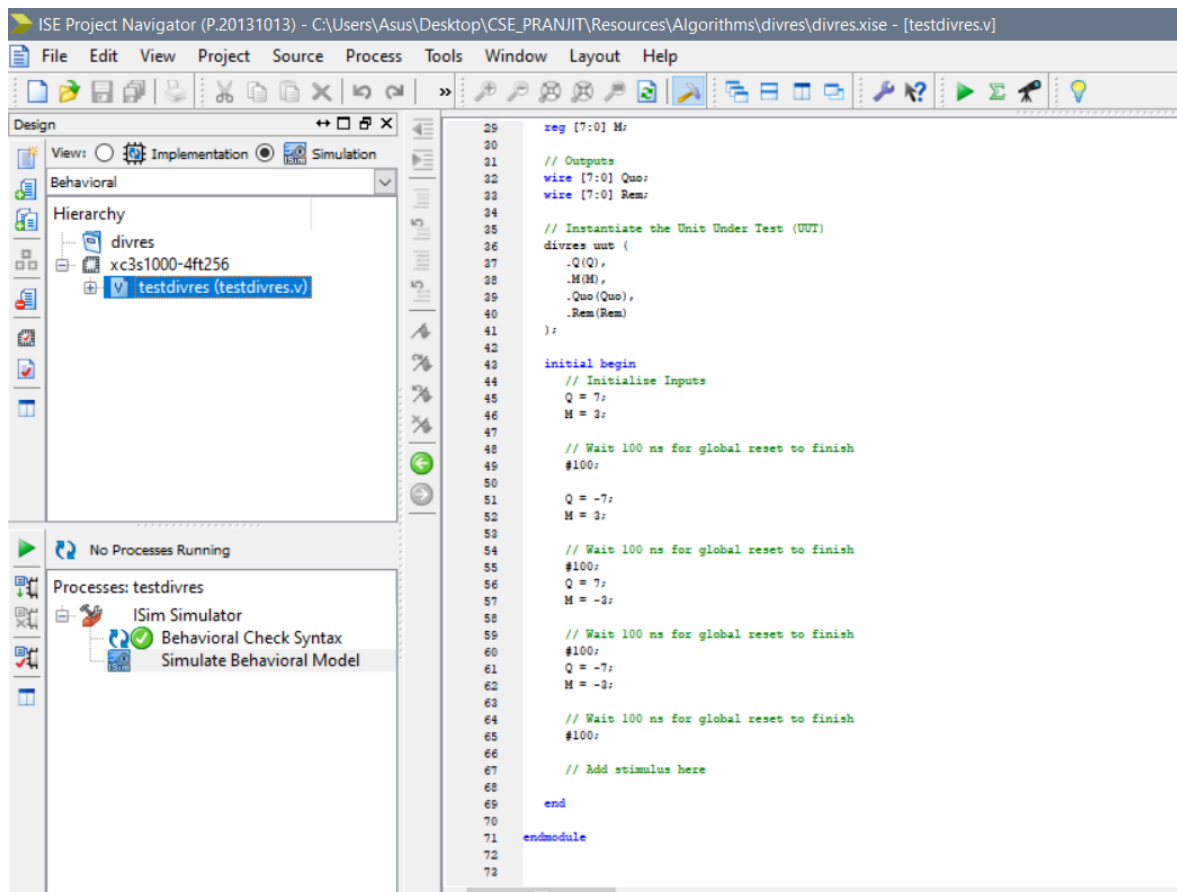 ISE Project Navigator (P.20131013) - C:\Users\Asus\Desktop\CSE_PRANJIT\Resources\Algorithms\divres\divres.xise - [testdivres.v]
File Edit View Project Source Process Tools Window Layout Help
»
Design
View: Implementation Simulation
Behavioral
Hierarchy
divres
xc3s1000-4ft256
testdivres (testdivres.v)
No Processes Running
Processes: testdivres
ISim Simulator
Behavioral Check Syntax
Simulate Behavioral Model
29 reg [7:0] M;
30
31 // Outputs
32 wire [7:0] Quo;
33 wire [7:0] Rem;
34
35 // Instantiate the Unit Under Test (UUT)
36 divres uut (
37 .Q(Q),
38 .M(M),
39 .Quo(Quo),
40 .Rem(Rem)
41 );
42
43 initial begin
44 // Initialise Inputs
45 Q = 7;
46 M = 3;
47
48 // Wait 100 ns for global reset to finish
49 #100;
50
51 Q = -7;
52 M = 3;
53
54 // Wait 100 ns for global reset to finish
55 #100;
56 Q = 7;
57 M = -3;
58
59 // Wait 100 ns for global reset to finish
60 #100;
61 Q = -7;
62 M = -3;
63
64 // Wait 100 ns for global reset to finish
65 #100;
66
67 // Add stimulus here
68
69 end
70
71 endmodule
72
73